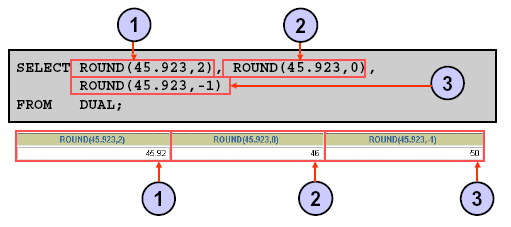 1 2
SELECT ROUND(45.923,2), ROUND(45.923,0),
ROUND(45.923,-1) 3
FROM DUAL;
ROUND(45.923,2) ROUND(45.923,0) ROUND(45.923,-1)
45.92 46 50
1 2 3